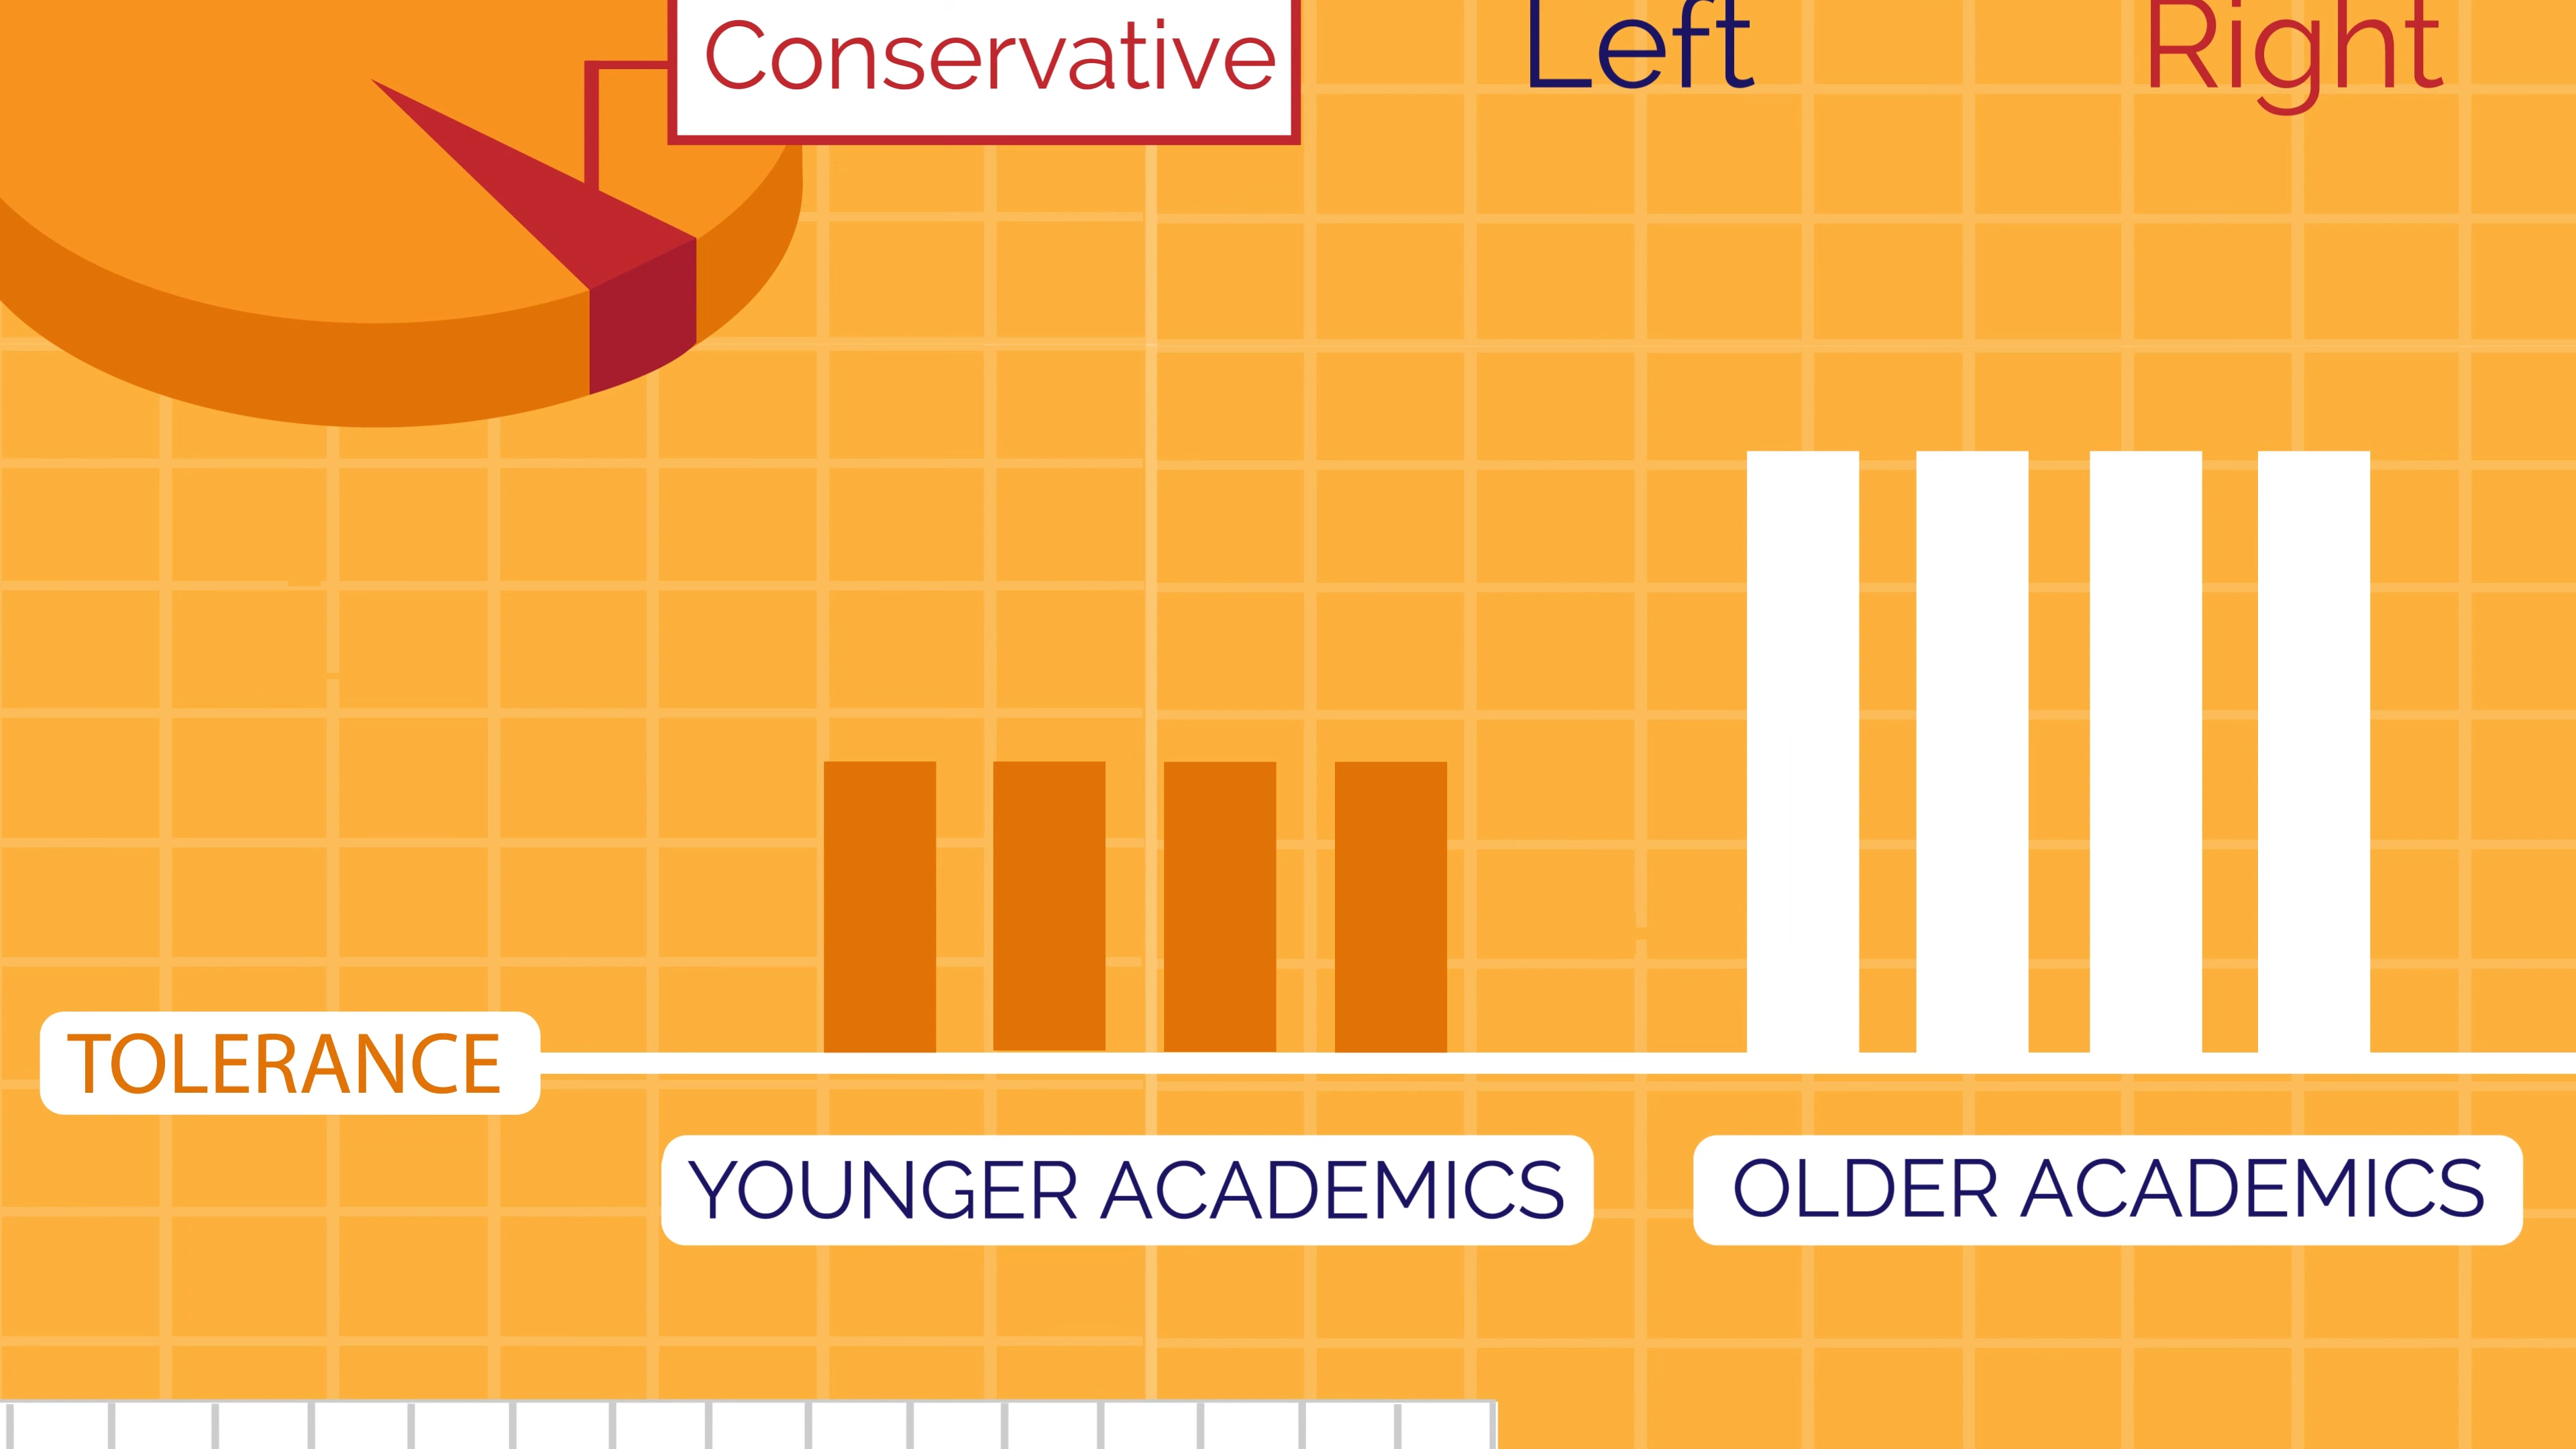 Conservative
Left
Right
TOLERANCE
YOUNGER ACADEMICS
OLDER ACADEMICS